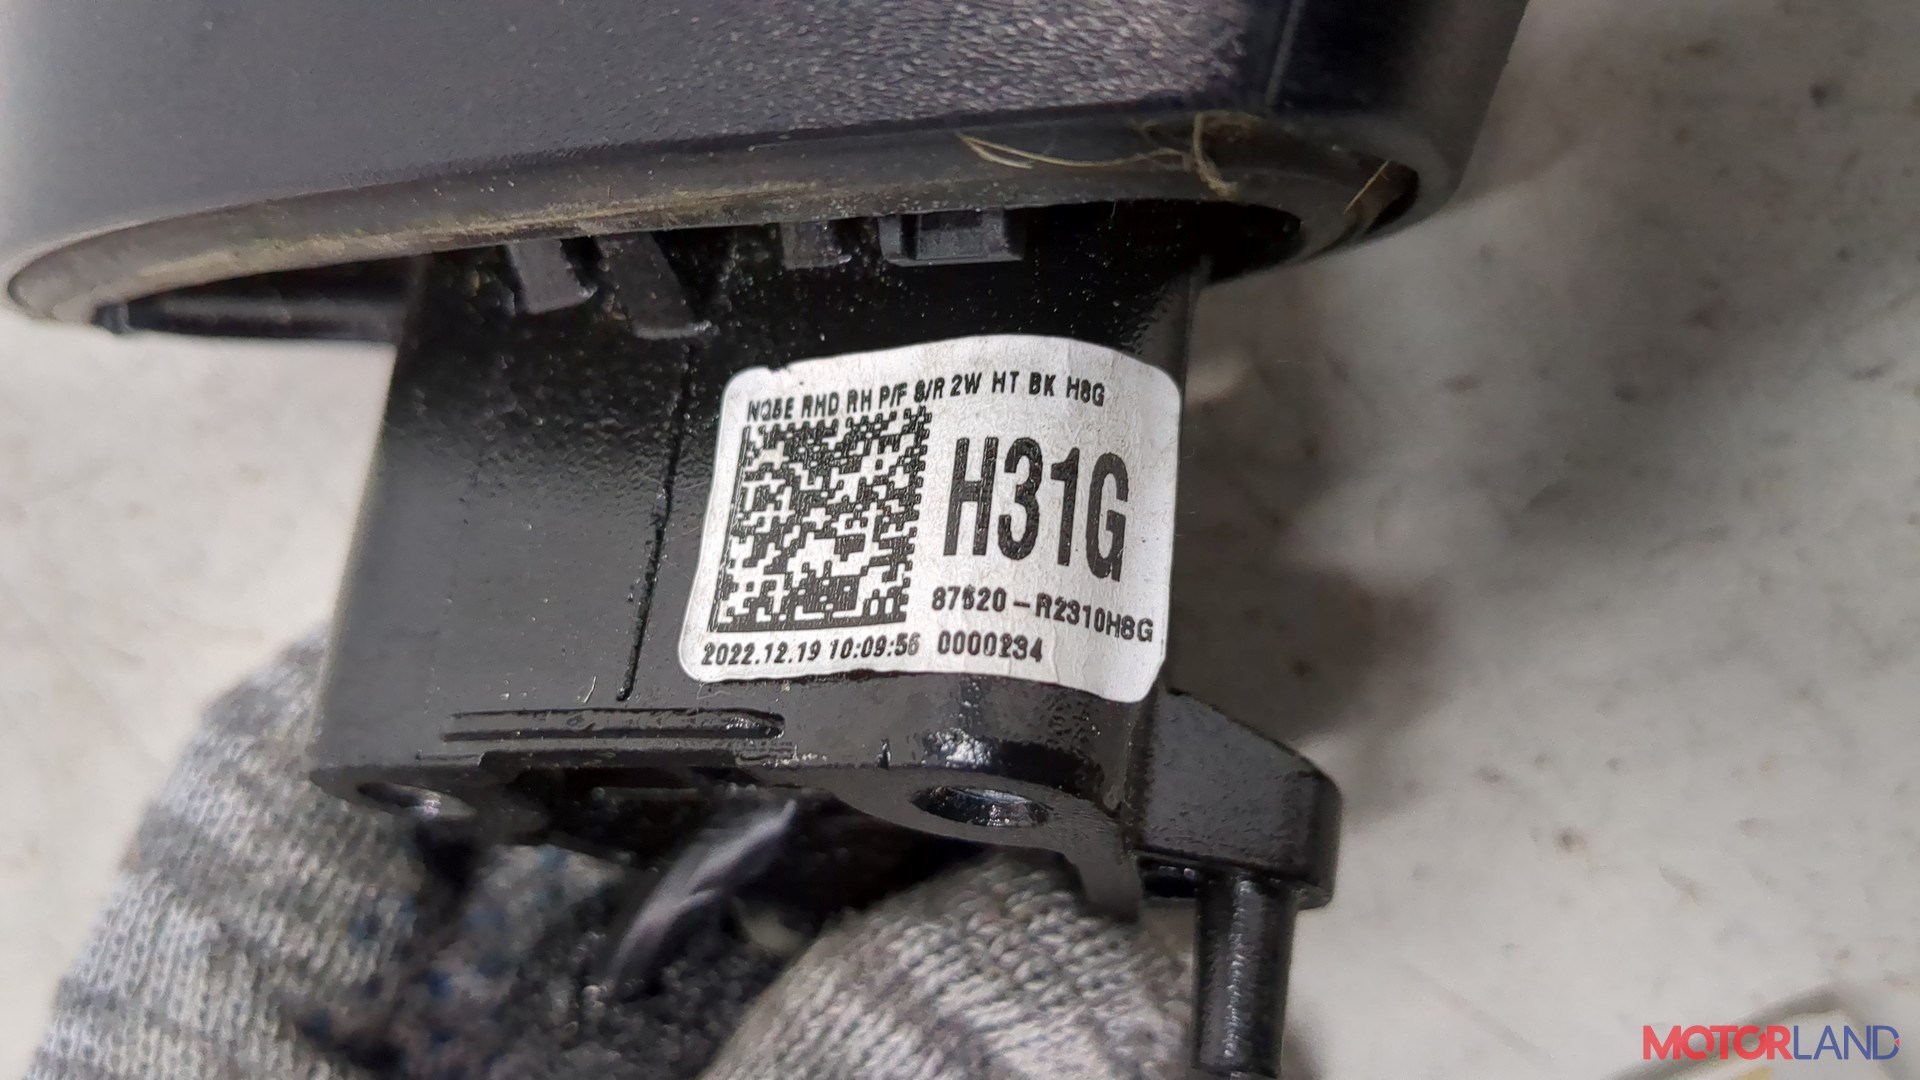 NQ5E RHD RH P/F S/R 2W HT BK H8G
H31G
87620-R2310H8G
2022.12.19 10:09:56 0000234
MOTORLAND